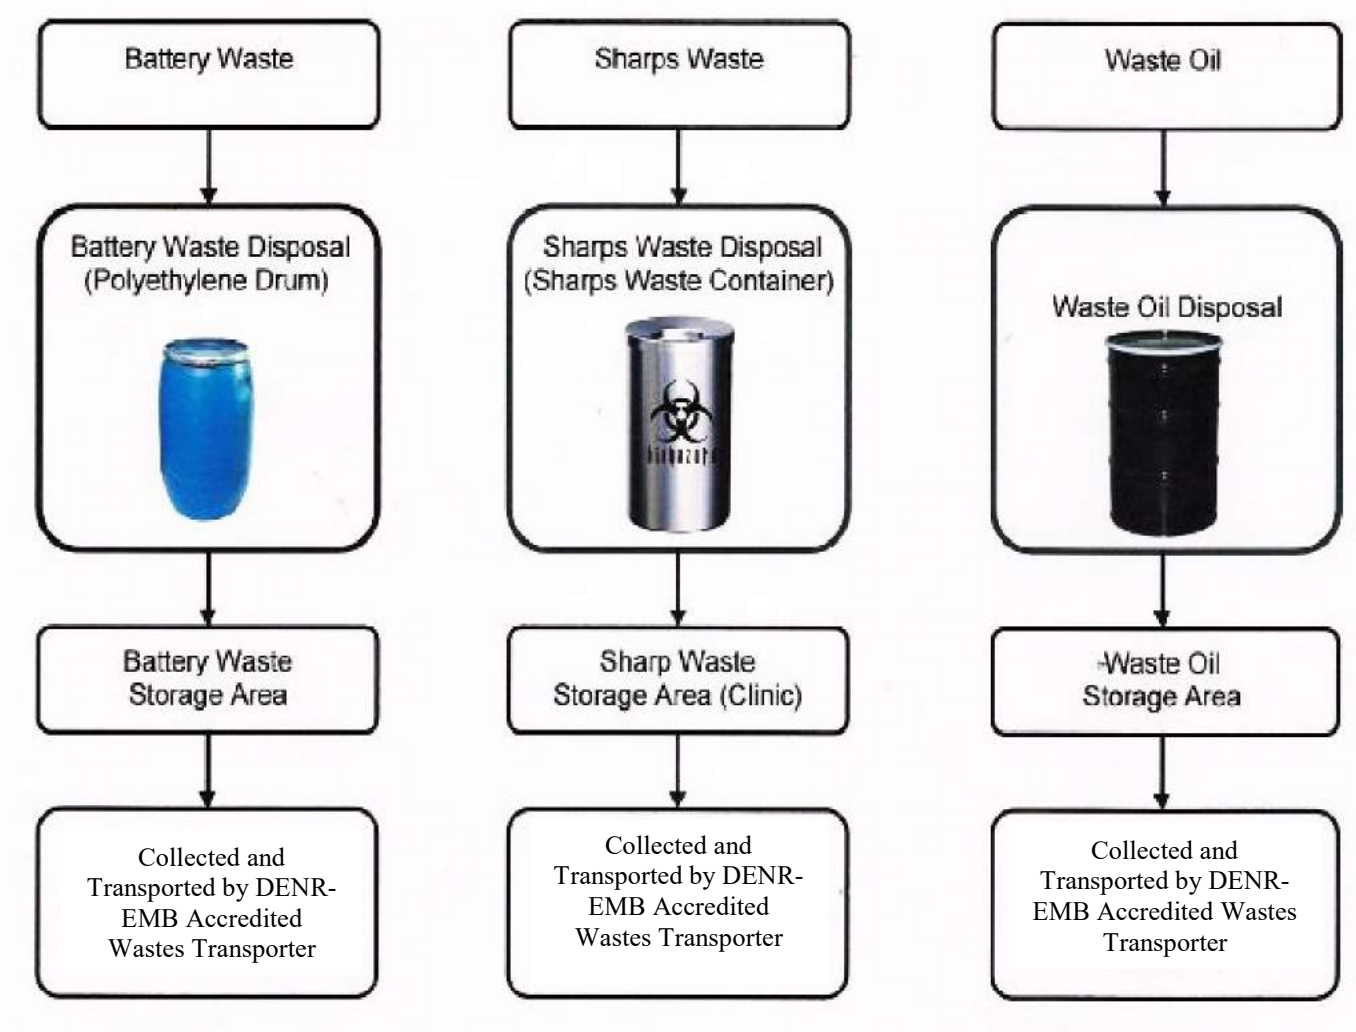 Battery Waste
Sharps Waste
Waste Oil
Battery Waste Disposal
(Polyethylene Drum)
Sharps Waste Disposal
(Sharps Waste Container)
biohazard
Waste Oil Disposal
Battery Waste
Storage Area
Sharp Waste
Storage Area (Clinic)
Waste Oil
Storage Area
Collected and
Transported by DENR-
EMB Accredited
Wastes Transporter
Collected and
Transported by DENR-
EMB Accredited
Wastes Transporter
Collected and
Transported by DENR-
EMB Accredited Wastes
Transporter